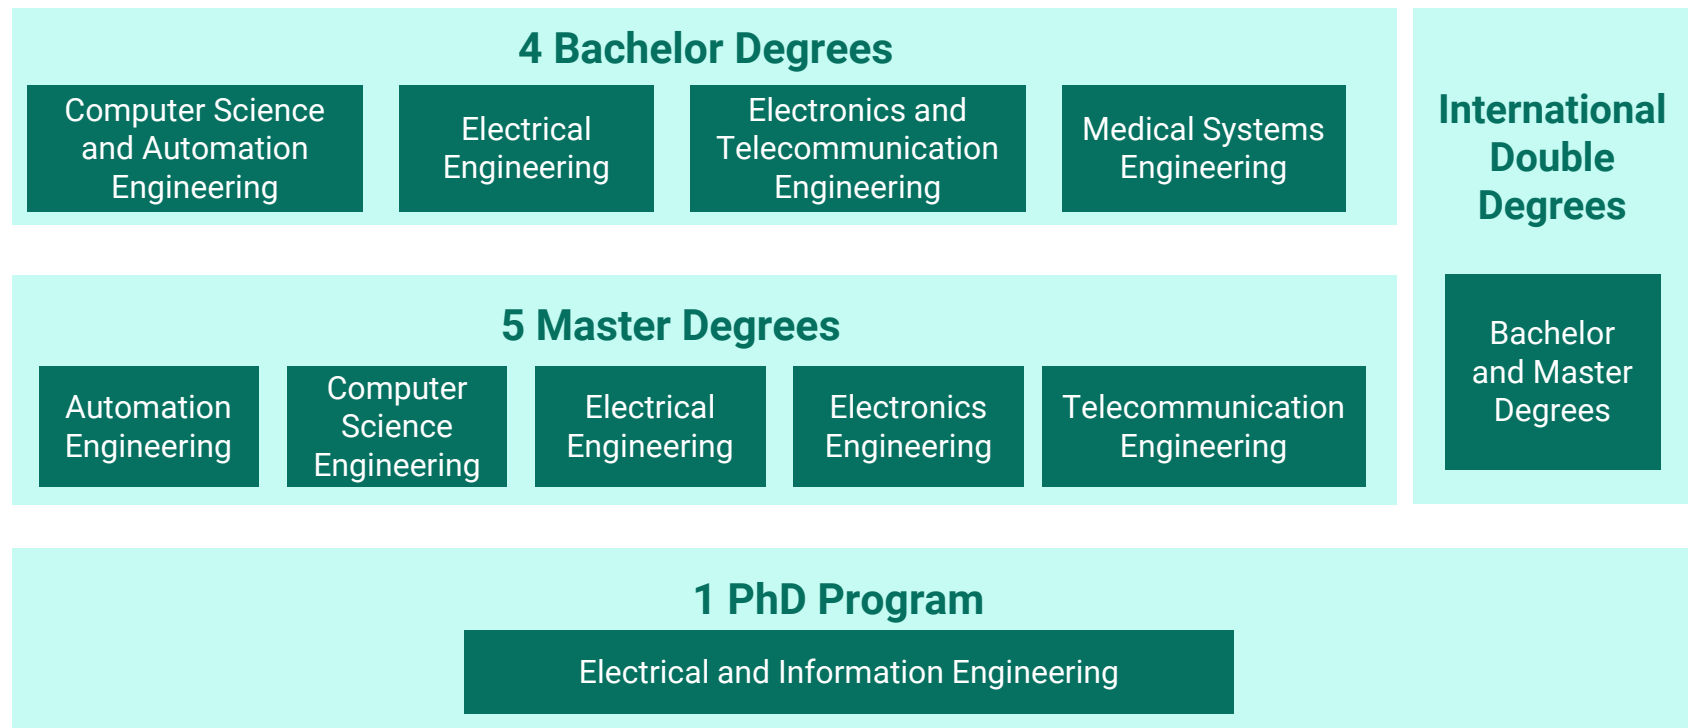 4 Bachelor Degrees
Computer Science
and Automation
Engineering
Electrical
Engineering
Electronics and
Telecommunication
Engineering
Medical Systems
Engineering
International
Double
Degrees
Bachelor
and Master
Degrees
5 Master Degrees
Automation
Engineering
Computer
Science
Engineering
Electrical
Engineering
Electronics
Engineering
Telecommunication
Engineering
1 PhD Program
Electrical and Information Engineering